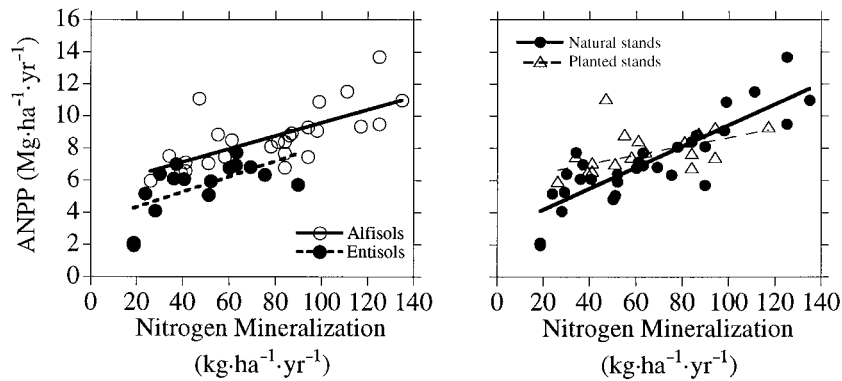 ANPP (Mg·ha⁻¹·yr⁻¹)
16
14
12
10
8
6
4
2
0
Alfisols
Entisols
0 20 40 60 80 100 120 140
Nitrogen Mineralization
(kg·ha⁻¹·yr⁻¹)
Natural stands
Planted stands
0 20 40 60 80 100 120 140
Nitrogen Mineralization
(kg·ha⁻¹·yr⁻¹)